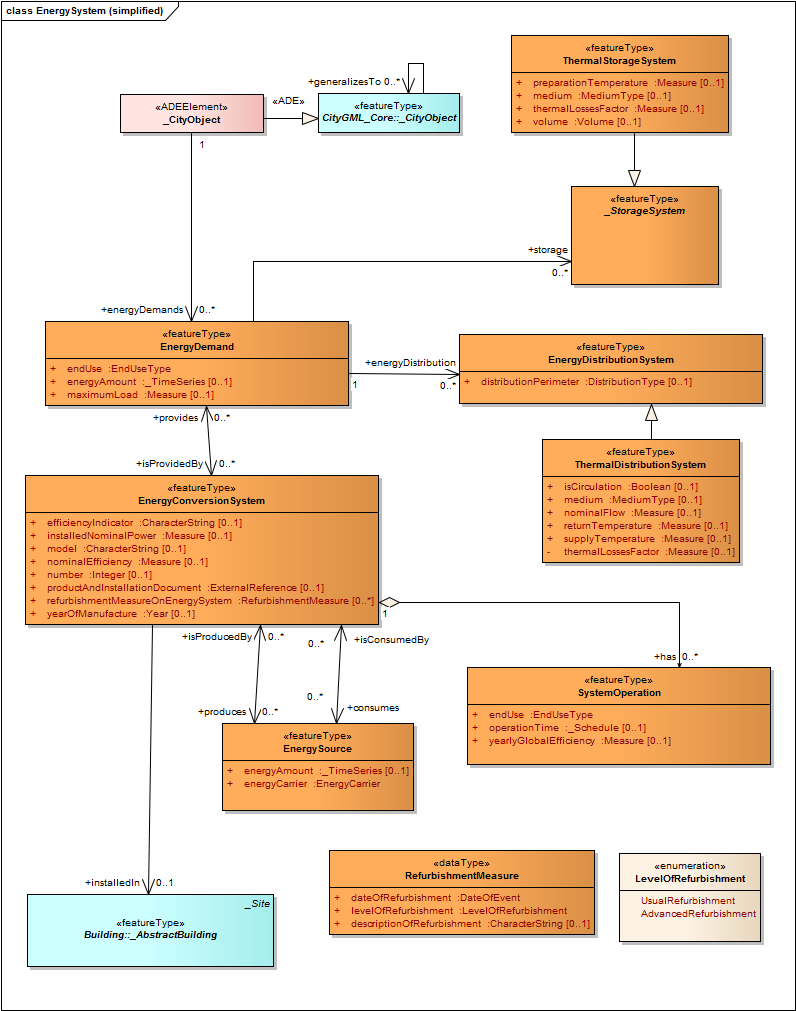 class EnergySystem (simplified)
«featureType»
ThermalStorageSystem
+ preparationTemperature :Measure [0..1]
+ medium :MediumType [0..1]
+ thermalLossesFactor :Measure [0..1]
+ volume :Volume [0..1]
+generalizesTo 0..*
«ADEElement»
_CityObject
«ADE»
«featureType»
CityGML_Core::_CityObject
1
«featureType»
_StorageSystem
+storage
0..*
+energyDemands 0..*
«featureType»
EnergyDemand
+ endUse :EndUseType
+ energyAmount :_TimeSeries [0..1]
+ maximumLoad :Measure [0..1]
+energyDistribution
1
0..*
«featureType»
EnergyDistributionSystem
+ distributionPerimeter :DistributionType [0..1]
+provides 0..*
+isProvidedBy 0..*
«featureType»
ThermalDistributionSystem
+ isCirculation :Boolean [0..1]
+ medium :MediumType [0..1]
+ nominalFlow :Measure [0..1]
+ returnTemperature :Measure [0..1]
+ supplyTemperature :Measure [0..1]
- thermalLossesFactor :Measure [0..1]
«featureType»
EnergyConversionSystem
+ efficiencyIndicator :CharacterString [0..1]
+ installedNominalPower :Measure [0..1]
+ model :CharacterString [0..1]
+ nominalEfficiency :Measure [0..1]
+ number :Integer [0..1]
+ productAndInstallationDocument :ExternalReference [0..1]
+ refurbishmentMeasureOnEnergySystem :RefurbishmentMeasure [0..*]
+ yearOfManufacture :Year [0..1]
1
+isProducedBy 0..*
0..*
+isConsumedBy
+has 0..*
«featureType»
SystemOperation
+ endUse :EndUseType
+ operationTime :_Schedule [0..1]
+ yearlyGlobalEfficiency :Measure [0..1]
0..*
+produces 0..*
+consumes
«featureType»
EnergySource
+ energyAmount :_TimeSeries [0..1]
+ energyCarrier :EnergyCarrier
+installedIn 0..1
_Site
«featureType»
Building::_AbstractBuilding
«dataType»
RefurbishmentMeasure
+ dateOfRefurbishment :DateOfEvent
+ levelOfRefurbishment :LevelOfRefurbishment
+ descriptionOfRefurbishment :CharacterString [0..1]
«enumeration»
LevelOfRefurbishment
UsualRefurbishment
AdvancedRefurbishment